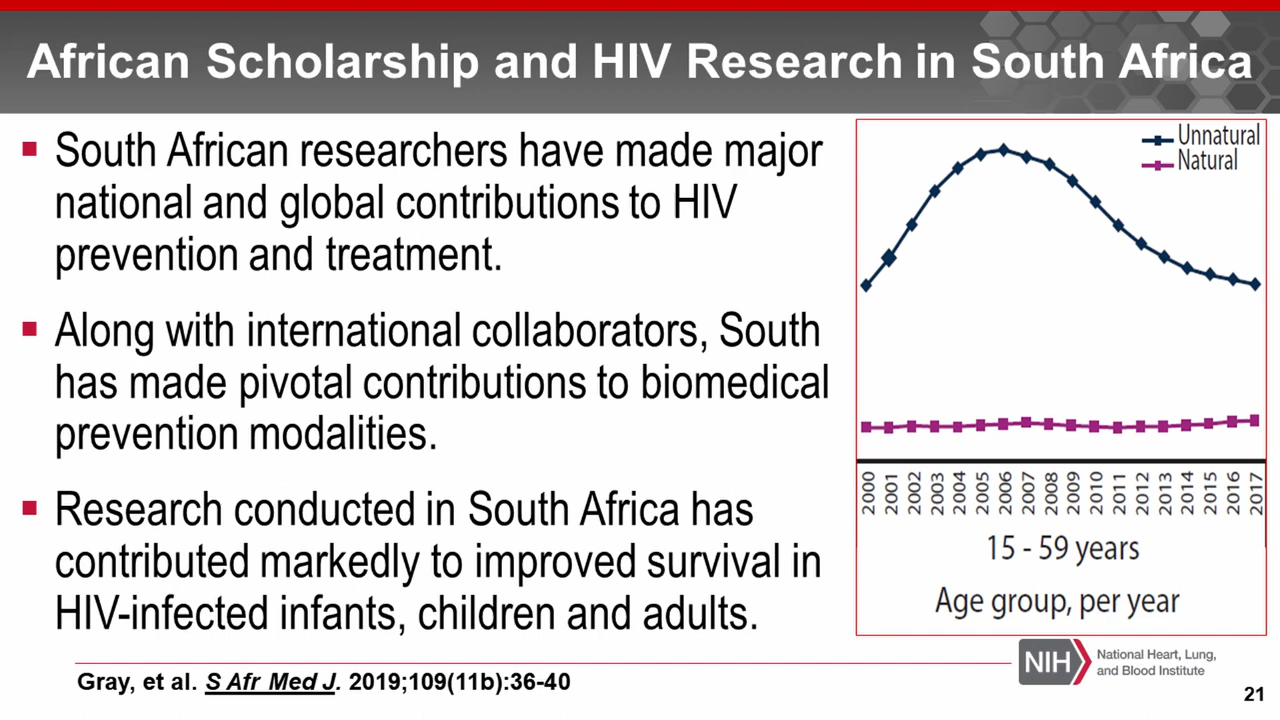 African Scholarship and HIV Research in South Africa
South African researchers have made major
national and global contributions to HIV
prevention and treatment.
Along with international collaborators, South
has made pivotal contributions to biomedical
prevention modalities.
Research conducted in South Africa has
contributed markedly to improved survival in
HIV-infected infants, children and adults.
Unnatural
Natural
2000 2001 2002 2003 2004 2005 2006 2007 2008 2009 2010 2011 2012 2013 2014 2015 2016 2017
15 - 59 years
Age group, per year
Gray, et al. S Afr Med J. 2019;109(11b):36-40
NIH
National Heart, Lung,
and Blood Institute
21